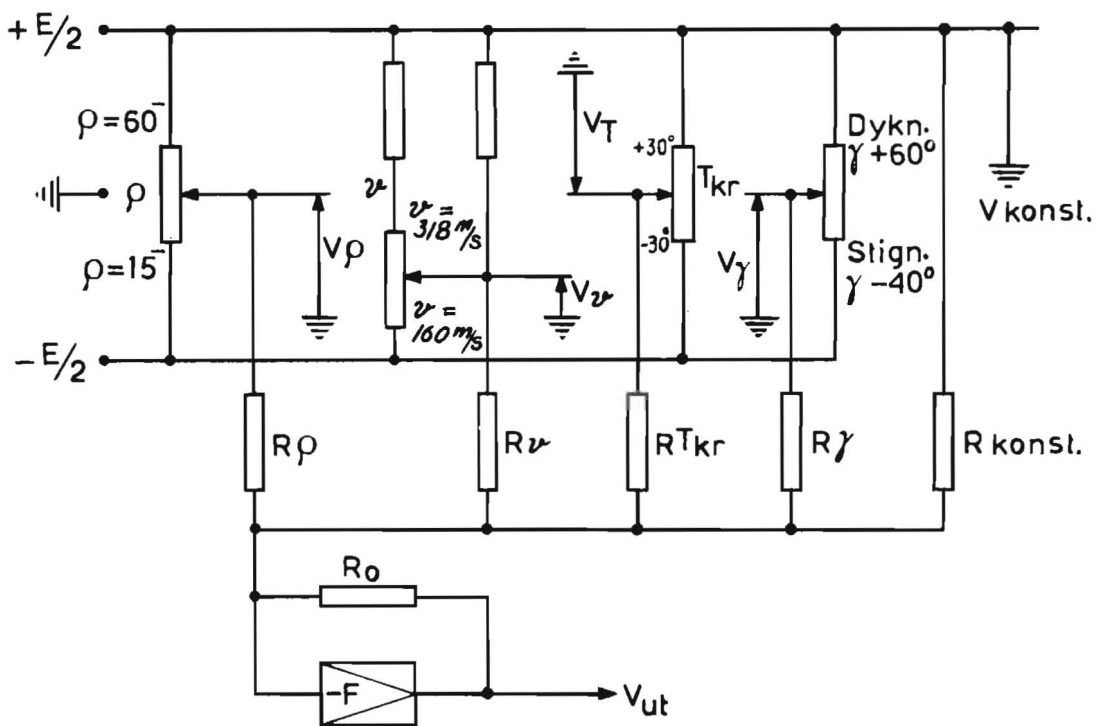 +E/2
ρ=60⁻
ρ
ρ=15⁻
-E/2
Vρ
v
v =
318 m/s
v =
160 m/s
Vv
VT
+30°
Tkr
-30°
Dykn.
γ +60°
Vγ
Stign.
γ -40°
Vkonst.
Rρ
Rv
RTkr
Rγ
R konst.
Ro
-F
Vut